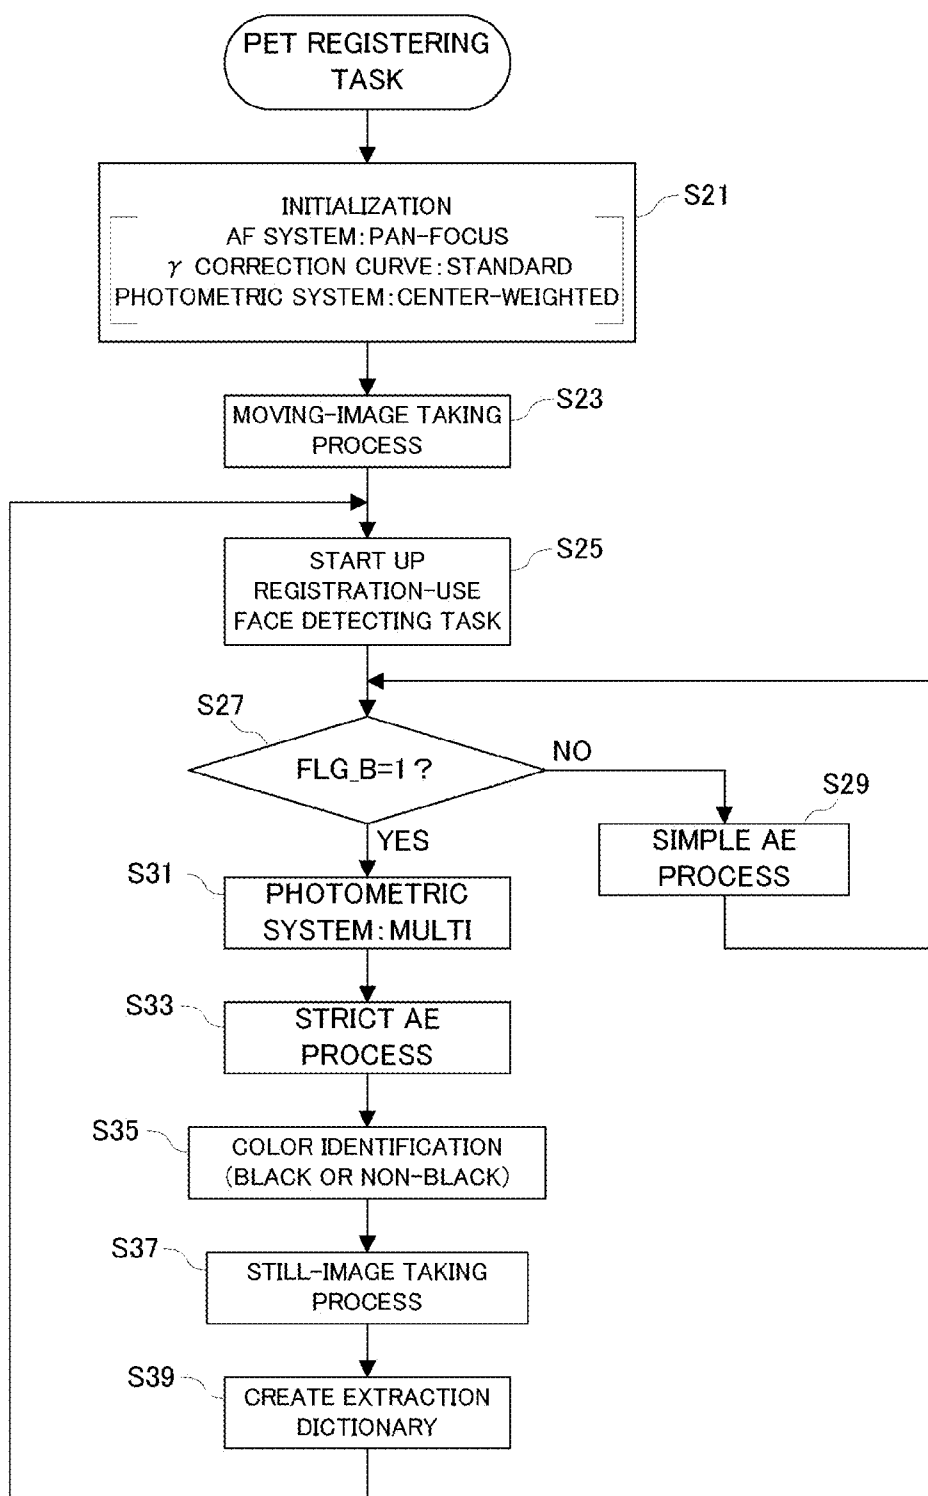 PET REGISTERING
TASK
S21
INITIALIZATION
AF SYSTEM:PAN-FOCUS
γ CORRECTION CURVE:STANDARD
PHOTOMETRIC SYSTEM:CENTER-WEIGHTED
S23
MOVING-IMAGE TAKING
PROCESS
S25
START UP
REGISTRATION-USE
FACE DETECTING TASK
S27
FLG_B=1?
NO
YES
S29
SIMPLE AE
PROCESS
S31
PHOTOMETRIC
SYSTEM:MULTI
S33
STRICT AE
PROCESS
S35
COLOR IDENTIFICATION
(BLACK OR NON-BLACK)
S37
STILL-IMAGE TAKING
PROCESS
S39
CREATE EXTRACTION
DICTIONARY